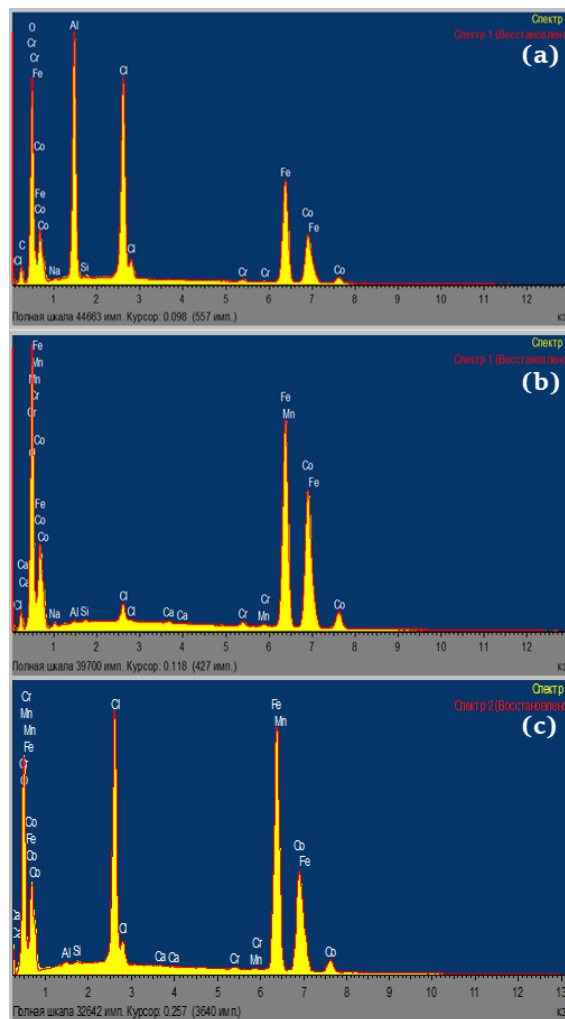 Спектр
Спектр 1 (Восстановлено
(a)
O
Cr
Cr
Fe
Co
Fe
Co
Co
C
Cl
Na
Al
Si
Cl
Cl
Cr
Cr
Fe
Co
Fe
Co
1 2 3 4 5 6 7 8 9 10 11 12
Полная шкала 44663 имп. Курсор: 0.098 (557 имп.)
кэ
Спектр
Спектр 1 (Восстановлено
(b)
Fe
Mn
Mn
Cr
Cr
Co
Fe
Co
Co
Ca
Cl
Na
Al Si
Cl
Cl
Ca
Ca
Cr
Cr
Mn
Fe
Mn
Co
Fe
Co
1 2 3 4 5 6 7 8 9 10 11 12
Полная шкала 39700 имп. Курсор: 0.118 (427 имп.)
кэ
Спектр
Спектр 2 (Восстановлено
(c)
Cr
Mn
Mn
Fe
Cr
O
Co
Fe
Co
Co
Al Si
Cl
Cl
Ca Ca
Cr
Cr
Mn
Fe
Mn
Co
Fe
Co
1 2 3 4 5 6 7 8 9 10 11 12 13
Полная шкала 32642 имп. Курсор: 0.257 (3640 имп.)
кэ